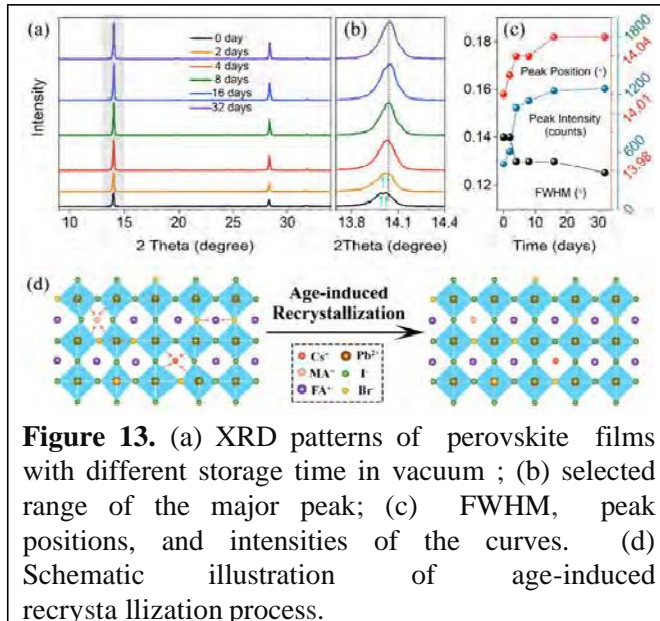 (a)
(b)
(c)
0 day
2 days
4 days
8 days
16 days
32 days
Intensity
10 15 20 25 30
2 Theta (degree)
13.8 14.1 14.4
2Theta (degree)
0.18
0.16
0.14
0.12
Peak Position (°)
Peak Intensity
(counts)
FWHM (°)
0 10 20 30
Time (days)
1800
1200
600
0
14.04
14.01
13.98
(d)
Age-induced
Recrystallization
Cs⁺ Pb²⁺
MA⁺ I⁻
FA⁺ Br⁻
Figure 13. (a) XRD patterns of perovskite films
with different storage time in vacuum ; (b) selected
range of the major peak; (c) FWHM, peak
positions, and intensities of the curves. (d)
Schematic illustration of age-induced
recrysta llization process.